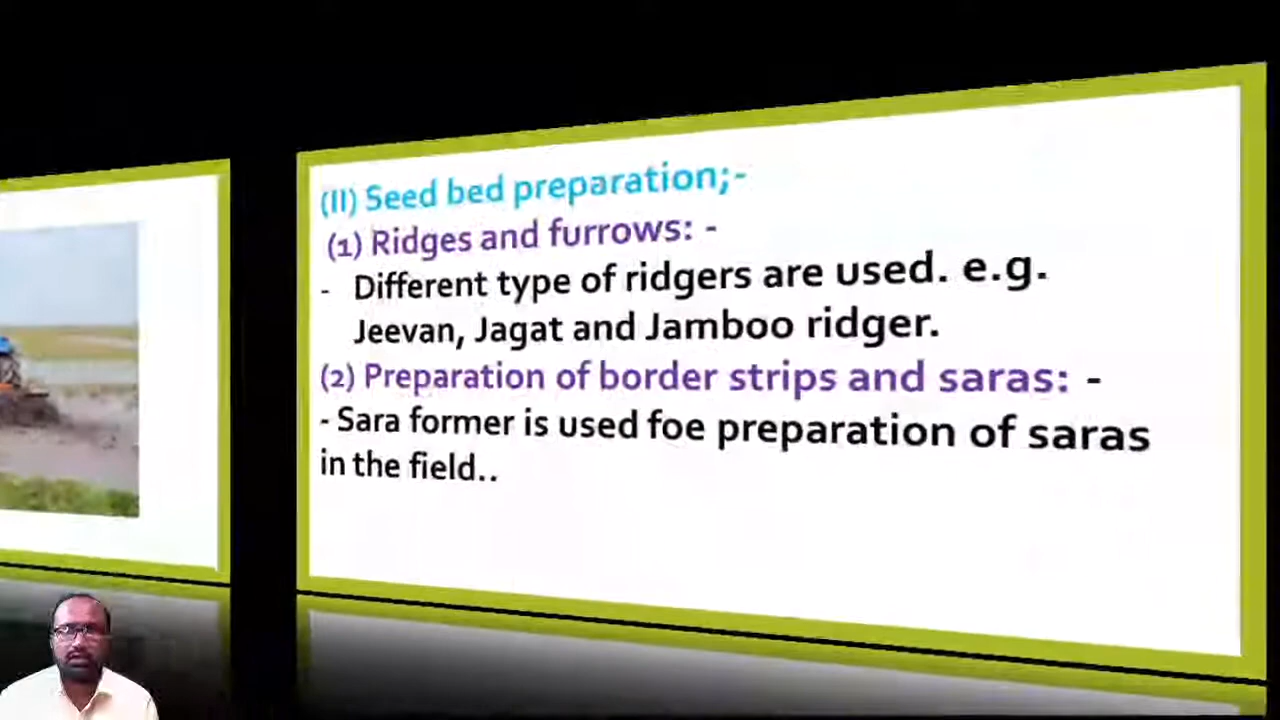 (II) Seed bed preparation;-
(1) Ridges and furrows: -
- Different type of ridgers are used. e.g.
Jeevan, Jagat and Jamboo ridger.
(2) Preparation of border strips and saras: -
- Sara former is used foe preparation of saras
in the field..